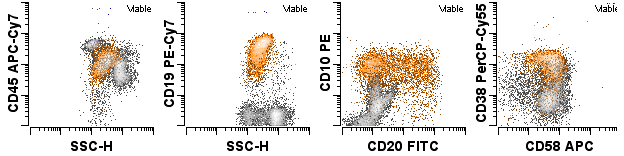 Viable
CD45 APC-Cy7
SSC-H
Viable
CD19 PE-Cy7
SSC-H
Viable
CD10 PE
CD20 FITC
Viable
CD38 PerCP-Cy55
CD58 APC